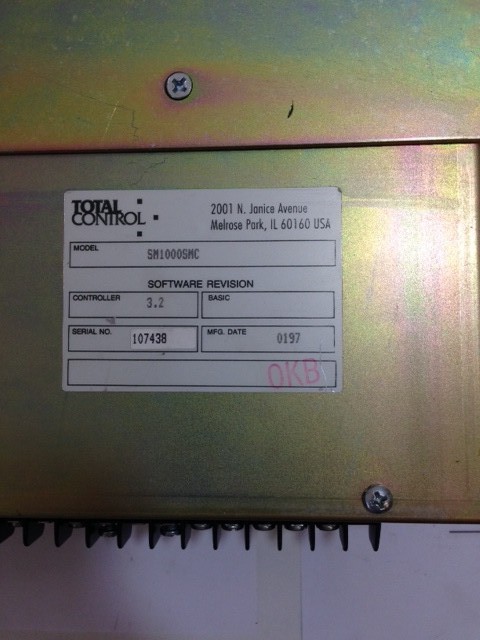 TOTAL CONTROL
2001 N. Janice Avenue
Melrose Park, IL 60160 USA
MODEL SM1000SMC
SOFTWARE REVISION
CONTROLLER 3.2 BASIC
SERIAL NO. 107438 MFG. DATE 0197
OKB